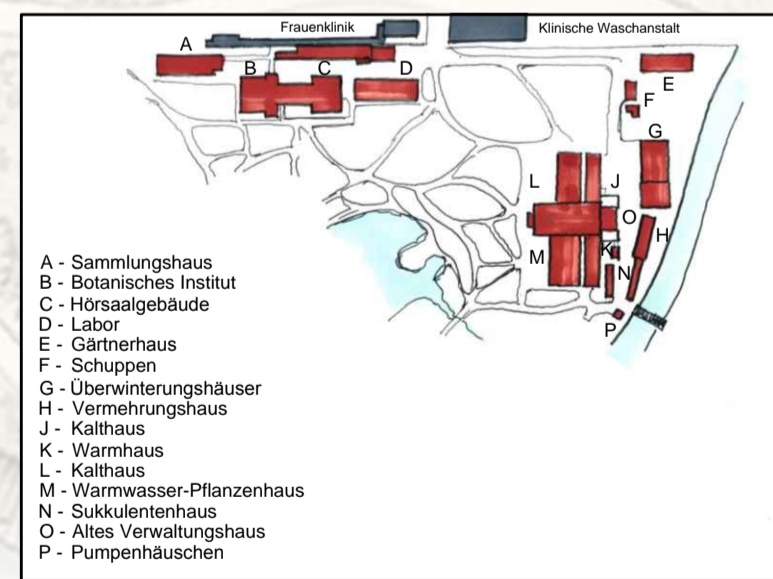 Frauenklinik
Klinische Waschanstalt
A
B
C
D
E
F
G
L
J
O
H
M
K
N
P
A - Sammlungshaus
B - Botanisches Institut
C - Hörsaalgebäude
D - Labor
E - Gärtnerhaus
F - Schuppen
G - Überwinterungshäuser
H - Vermehrungshaus
J - Kalthaus
K - Warmhaus
L - Kalthaus
M - Warmwasser-Pflanzenhaus
N - Sukkulentenhaus
O - Altes Verwaltungshaus
P - Pumpenhäuschen